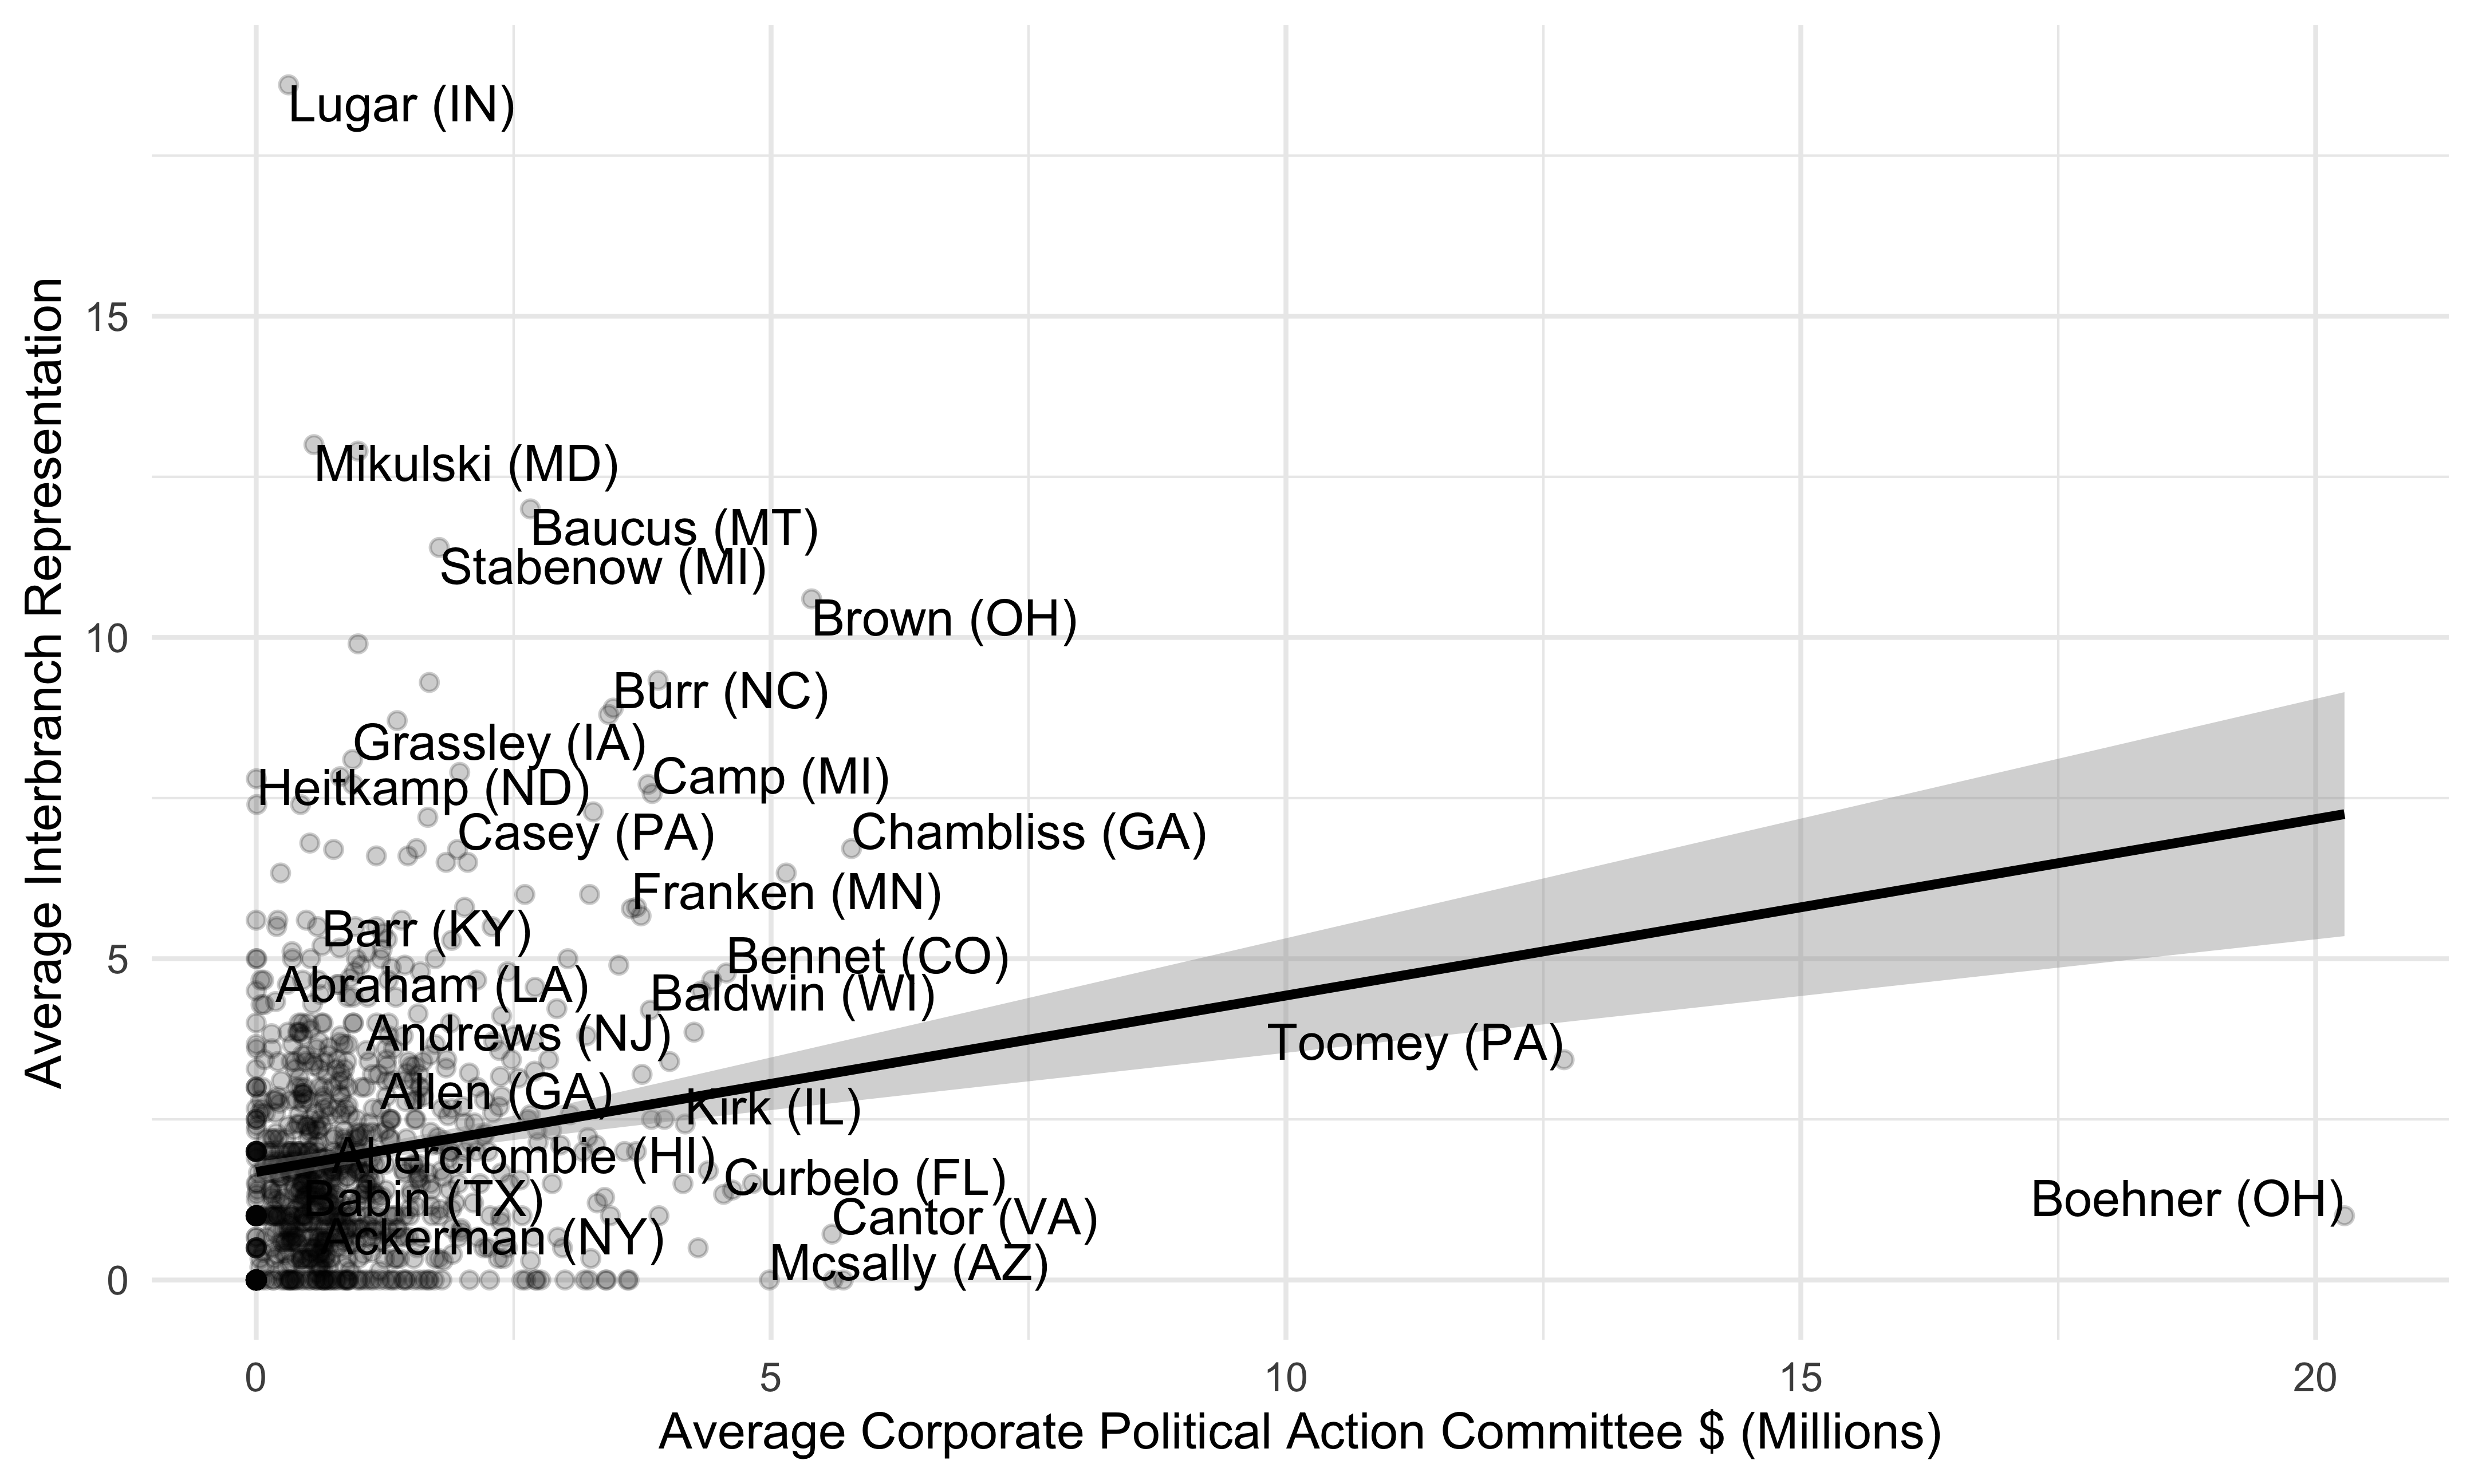 Lugar (IN)
15
Mikulski (MD)
Baucus (MT)
Stabenow (MI)
Brown (OH)
10
Burr (NC)
Grassley (IA)
Camp (MI)
Heitkamp (ND)
Casey (PA)
Chambliss (GA)
Franken (MN)
Barr (KY)
Bennet (CO)
5
Abraham (LA)
Baldwin (WI)
Andrews (NJ)
Toomey (PA)
Allen (GA)
Kirk (IL)
Abercrombie (HI)
Curbelo (FL)
Babin (TX)
Boehner (OH)
Cantor (VA)
Ackerman (NY)
Mcsally (AZ)
0
Average Interbranch Representation
0 5 10 15 20
Average Corporate Political Action Committee $ (Millions)